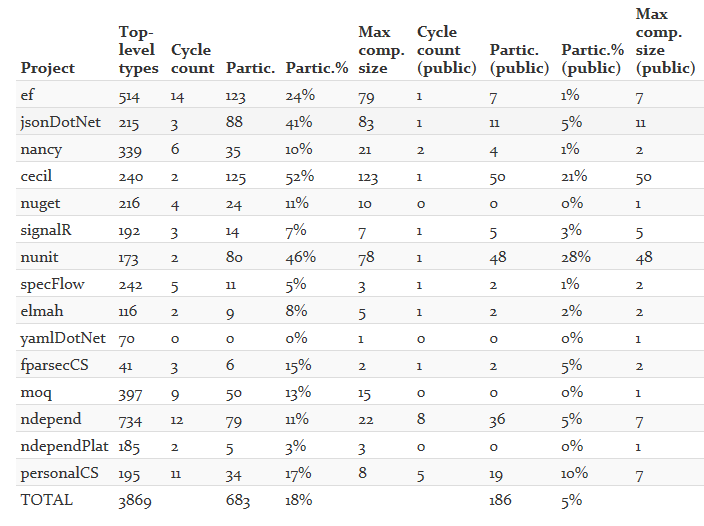 Project Top-level types Cycle count Partic. Partic.% Max comp. size Cycle count (public) Partic. (public) Partic.% (public) Max comp. size (public)
ef 514 14 123 24% 79 1 7 1% 7
jsonDotNet 215 3 88 41% 83 1 11 5% 11
nancy 339 6 35 10% 21 2 4 1% 2
cecil 240 2 125 52% 123 1 50 21% 50
nuget 216 4 24 11% 10 0 0 0% 1
signalR 192 3 14 7% 7 1 5 3% 5
nunit 173 2 80 46% 78 1 48 28% 48
specFlow 242 5 11 5% 3 1 2 1% 2
elmah 116 2 9 8% 5 1 2 2% 2
yamlDotNet 70 0 0 0% 1 0 0 0% 1
fparsecCS 41 3 6 15% 2 1 2 5% 2
moq 397 9 50 13% 15 0 0 0% 1
ndepend 734 12 79 11% 22 8 36 5% 7
ndependPlat 185 2 5 3% 3 0 0 0% 1
personalCS 195 11 34 17% 8 5 19 10% 7
TOTAL 3869 683 18% 186 5%